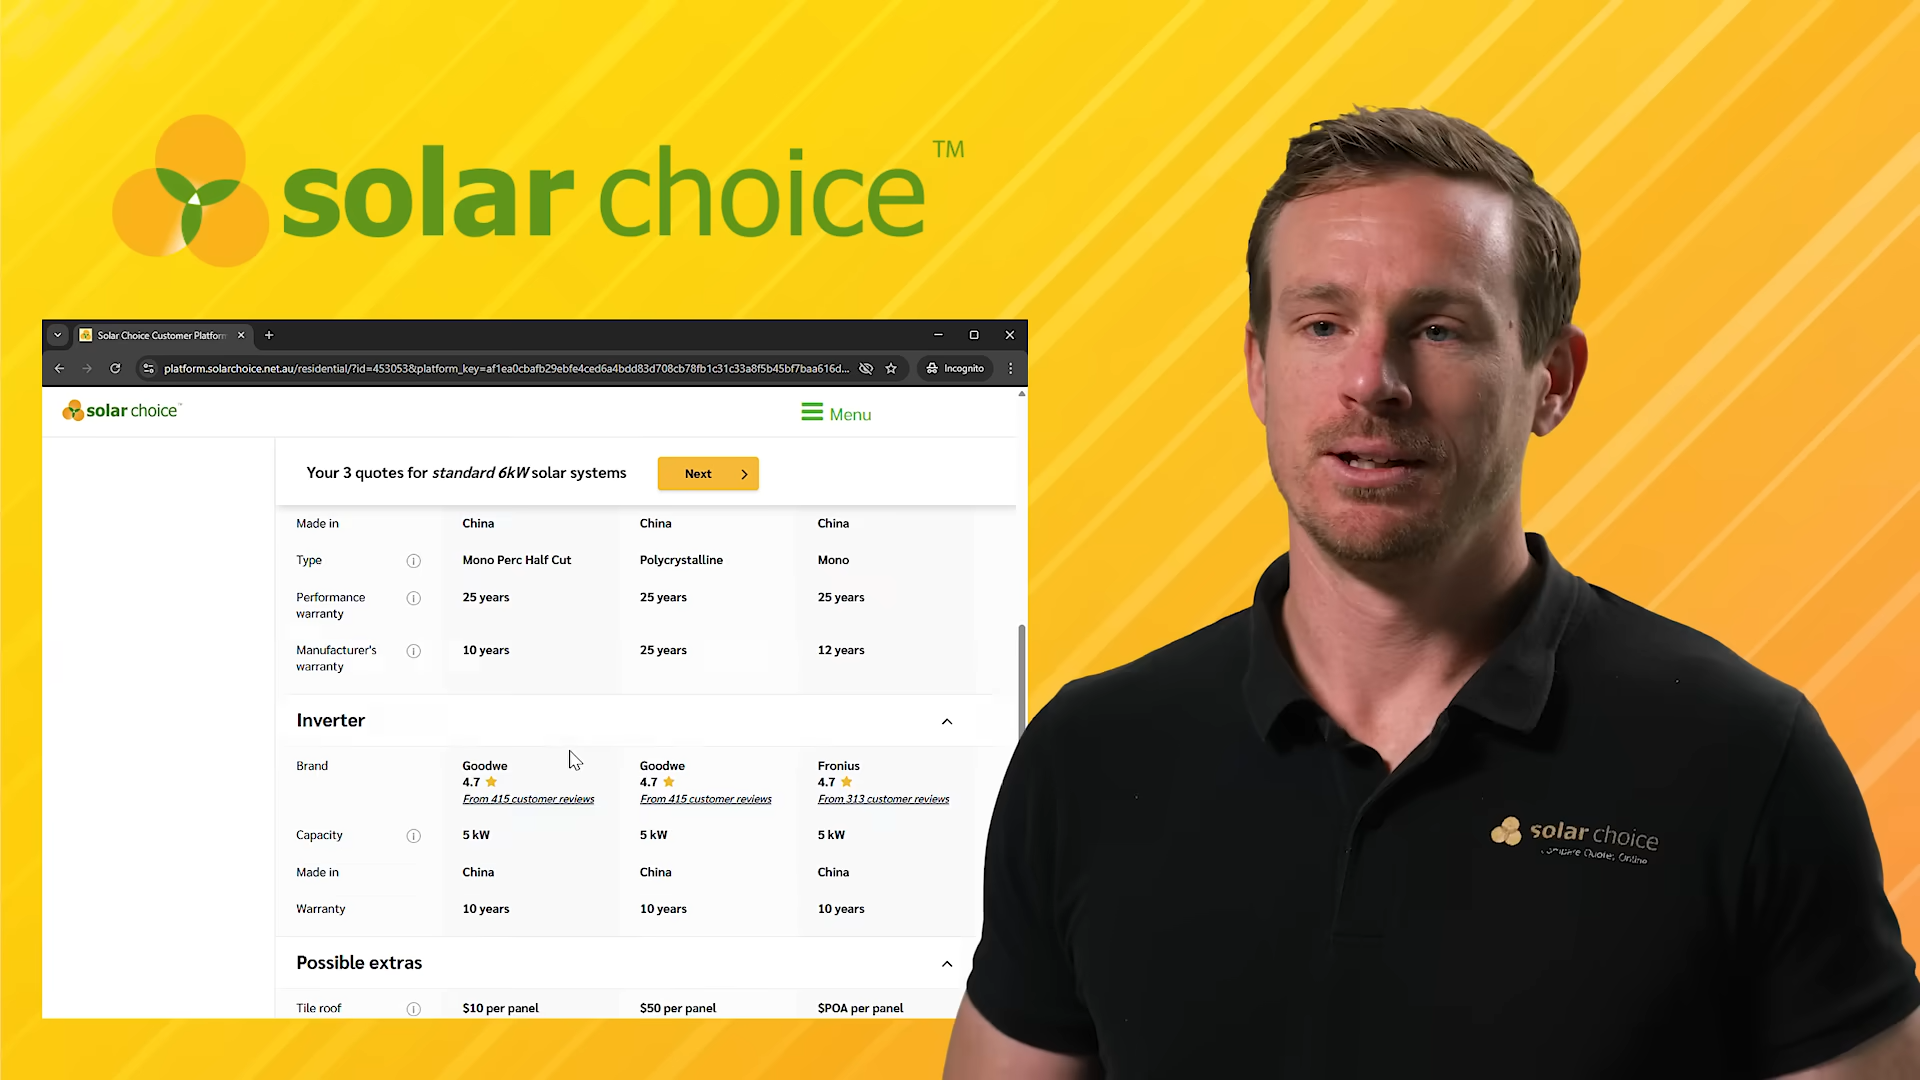 solar choice™
Solar Choice Customer Platform
platform.solarchoice.net.au/residential/?id=453053&platform_key=af1ea0cbafb29ebfe4ced6a4bdd83d708cb78fb1c31c33a8f5b45bf7baa616d...
Incognito
solar choice™
Menu
Your 3 quotes for standard 6kW solar systems
Next
Made in China China China
Type Mono Perc Half Cut Polycrystalline Mono
Performance warranty 25 years 25 years 25 years
Manufacturer's warranty 10 years 25 years 12 years
Inverter
Brand Goodwe Goodwe Fronius
4.7 4.7 4.7
From 415 customer reviews From 415 customer reviews From 313 customer reviews
Capacity 5 kW 5 kW 5 kW
Made in China China China
Warranty 10 years 10 years 10 years
Possible extras
Tile roof $10 per panel $50 per panel $POA per panel
solar choice
Quotes Online